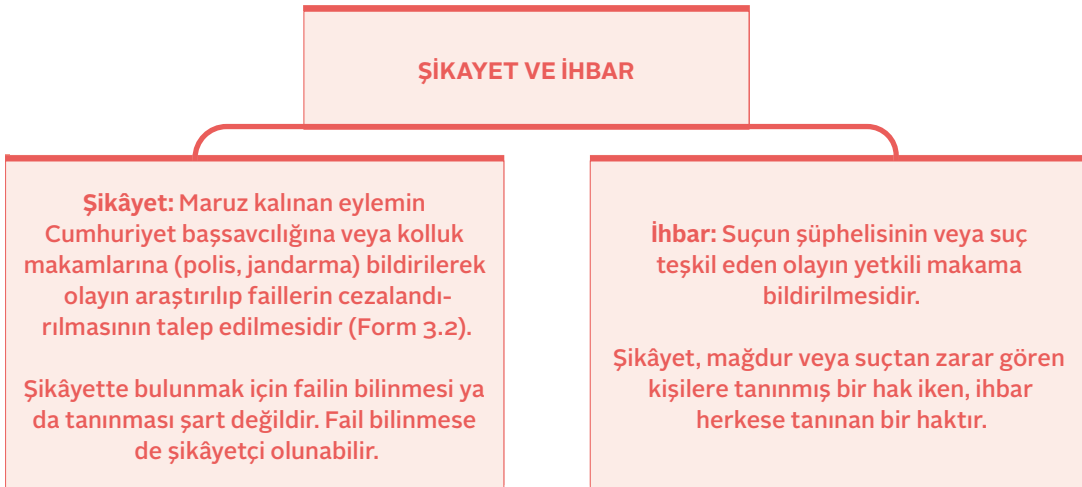 ŞİKAYET VE İHBAR
Şikâyet: Maruz kalınan eylemin
Cumhuriyet başsavcılığına veya kolluk
makamlarına (polis, jandarma) bildirilerek
olayın araştırılıp faillerin cezalandı-
rılmasının talep edilmesidir (Form 3.2).
Şikâyette bulunmak için failin bilinmesi ya
da tanınması şart değildir. Fail bilinmese
de şikâyetçi olunabilir.
İhbar: Suçun şüphelisinin veya suç
teşkil eden olayın yetkili makama
bildirilmesidir.
Şikâyet, mağdur veya suçtan zarar gören
kişilere tanınmış bir hak iken, ihbar
herkese tanınan bir haktır.